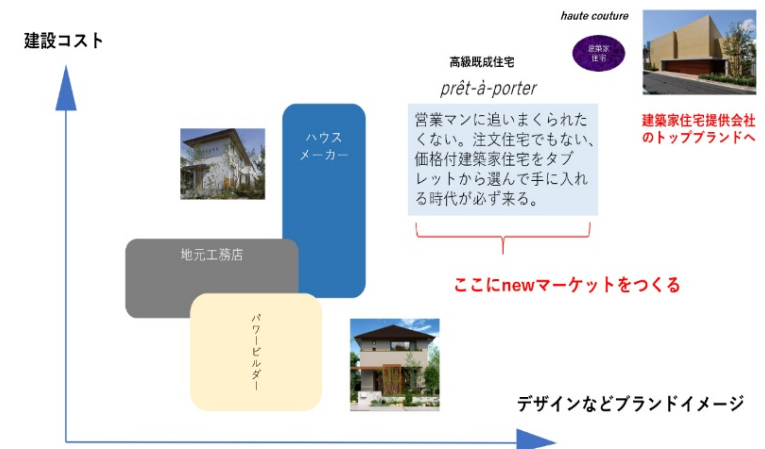 haute couture
建設コスト
建築家
住宅
高級既成住宅
prêt-à-porter
営業マンに追いまくられた
くない。注文住宅でもない、
価格付建築家住宅をタブ
レットから選んで手に入れ
る時代が必ず来る。
建築家住宅提供会社
のトップブランドへ
ハウス
メーカー
地元工務店
ここにnewマーケットをつくる
パワービルダー
デザインなどブランドイメージ